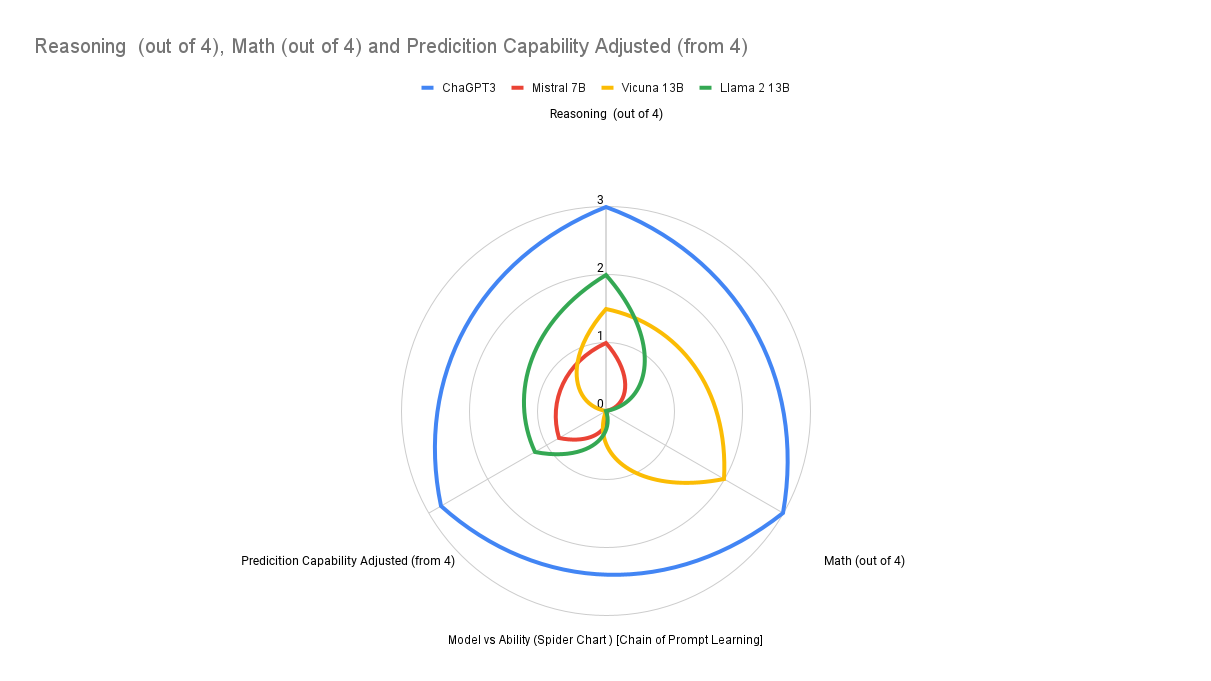 Reasoning  (out of 4), Math (out of 4) and Predicition Capability Adjusted (from 4)
ChaGPT3 Mistral 7B Vicuna 13B Llama 2 13B
Reasoning  (out of 4)
3
2
1
0
Predicition Capability Adjusted (from 4)
Math (out of 4)
Model vs Ability (Spider Chart ) [Chain of Prompt Learning]